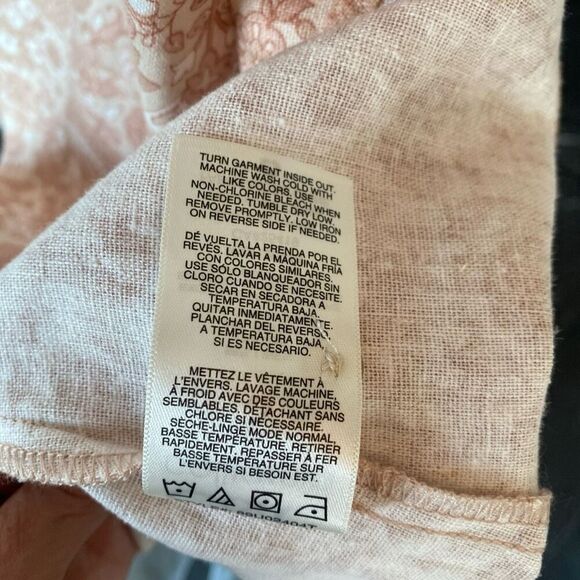 TURN GARMENT INSIDE OUT.
MACHINE WASH COLD WITH
LIKE COLORS. USE
NON-CHLORINE BLEACH WHEN
NEEDED. TUMBLE DRY LOW
REMOVE PROMPTLY. LOW IRON
ON REVERSE SIDE IF NEEDED.
DÉ VUELTA LA PRENDA POR EL
REVÉS. LAVAR A MÁQUINA FRÍA
CON COLORES SIMILARES.
USE SÓLO BLANQUEADOR SIN
CLORO CUANDO SE NECESITE.
SECAR EN SECADORA A
TEMPERATURA BAJA.
QUITAR INMEDIATAMENTE.
PLANCHAR DEL REVERSO
A TEMPERATURA BAJA
SI ES NECESARIO.
METTEZ LE VÊTEMENT À
L'ENVERS. LAVAGE MACHINE,
À FROID AVEC DES COULEURS
SEMBLABLES. DÉTACHANT SANS
CHLORE SI NÉCESSAIRE.
SÈCHE-LINGE MODE NORMAL,
BASSE TEMPÉRATURE. RETIRER
RAPIDEMENT. REPASSER À FER
BASSE TEMPÉRATURE SUR
L'ENVERS SI BESOIN EST.